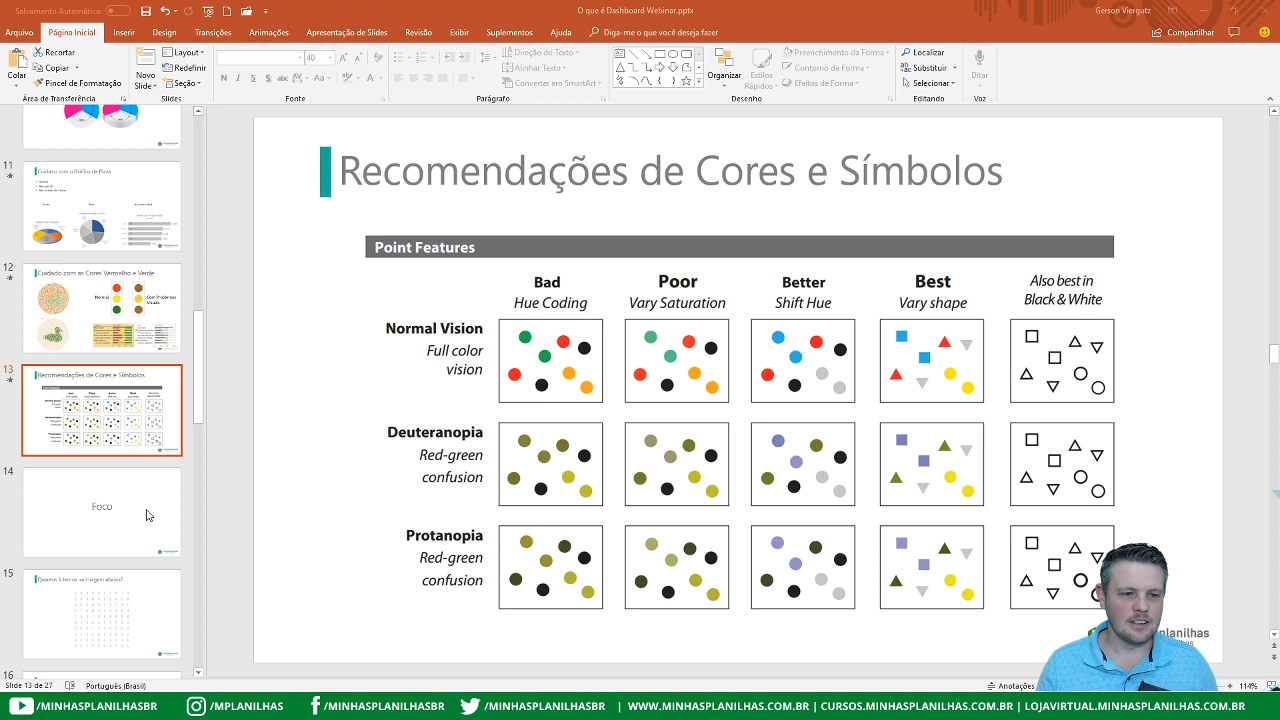 Salvamento Automático
O que é Dashboard Webinar.pptx
Gerson Viergutz
Arquivo
Página Inicial
Inserir
Design
Transições
Animações
Apresentação de Slides
Revisão
Exibir
Suplementos
Ajuda
Diga-me o que você deseja fazer
Compartilhar
Colar
Recortar
Copiar
Pincel de Formatação
Área de Transferência
Novo
Slide
Layout
Redefinir
Seção
Slides
40
N I S
Fonte
Direção do Texto
Alinhar Texto
Converter em SmartArt
Parágrafo
Organizar
Estilos
Rápidos
Preenchimento da Forma
Contorno da Forma
Efeitos de Forma
Desenho
Localizar
Substituir
Selecionar
Editando
Ditar
Voz
11
Cuidado com o Gráfico de Pizza
12
Cuidado com as Cores Vermelho e Verde
Normal
Com Problemas
Visuais
13
Recomendações de Cores e Símbolos
14
Foco
15
Quantos 5 temos na imagem abaixo?
16
Recomendações de Cores e Símbolos
Point Features
Bad
Hue Coding
Poor
Vary Saturation
Better
Shift Hue
Best
Vary shape
Also best in
Black & White
Normal Vision
Full color
vision
Deuteranopia
Red-green
confusion
Protanopia
Red-green
confusion
planilhas
Slide 13 de 27
Português (Brasil)
Anotações
114%
/MINHASPLANILHASBR
/MPLANILHAS
/MINHASPLANILHASBR
/MINHASPLANILHASBR
| WWW.MINHASPLANILHAS.COM.BR | CURSOS.MINHASPLANILHAS.COM.BR | LOJAVIRTUAL.MINHASPLANILHAS.COM.BR